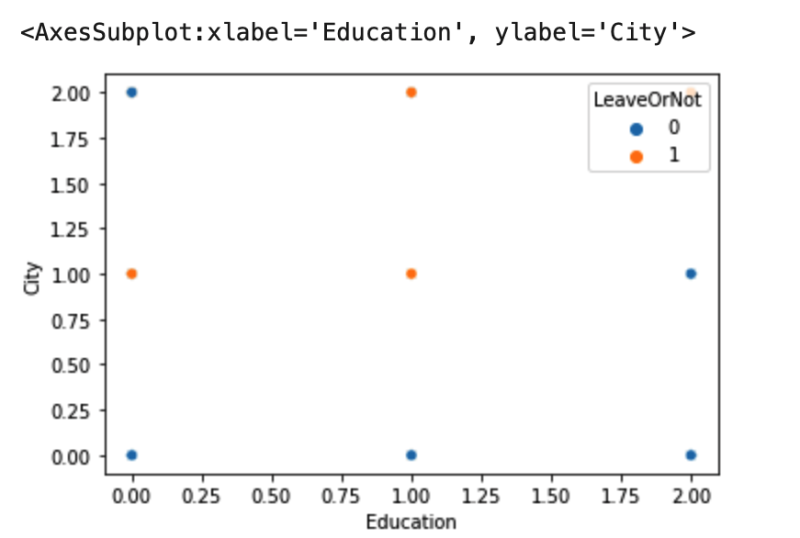 <AxesSubplot:xlabel='Education', ylabel='City'>
LeaveOrNot
0
1
2.00
1.75
1.50
1.25
1.00
0.75
0.50
0.25
0.00
City
0.00 0.25 0.50 0.75 1.00 1.25 1.50 1.75 2.00
Education